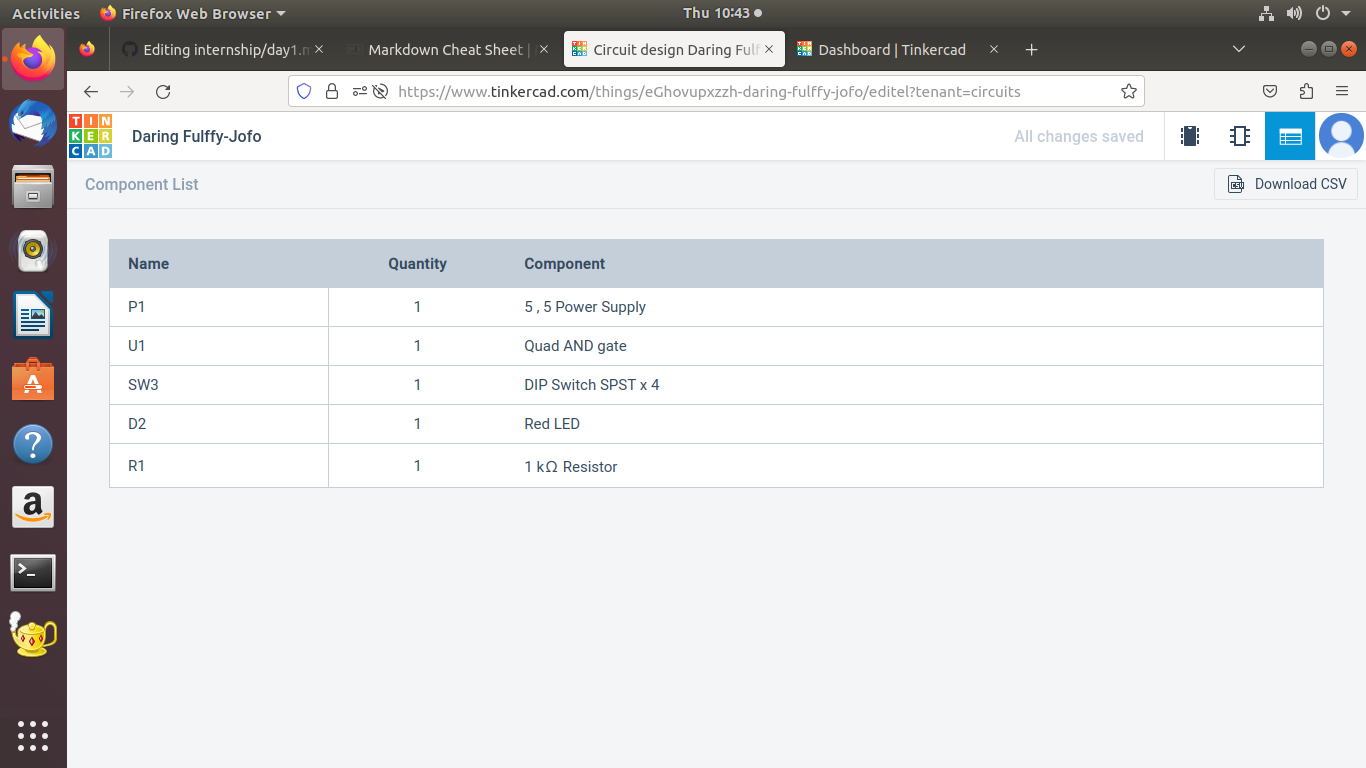 Activities Firefox Web Browser Thu 10:43
Editing internship/day1.m Markdown Cheat Sheet | Circuit design Daring Fulf Dashboard | Tinkercad
https://www.tinkercad.com/things/eGhovupxzzh-daring-fulffy-jofo/editel?tenant=circuits
TIN
KER
CAD
Daring Fulffy-Jofo All changes saved
Component List Download CSV
Name Quantity Component
P1 1 5 , 5 Power Supply
U1 1 Quad AND gate
SW3 1 DIP Switch SPST x 4
D2 1 Red LED
R1 1 1 kΩ Resistor